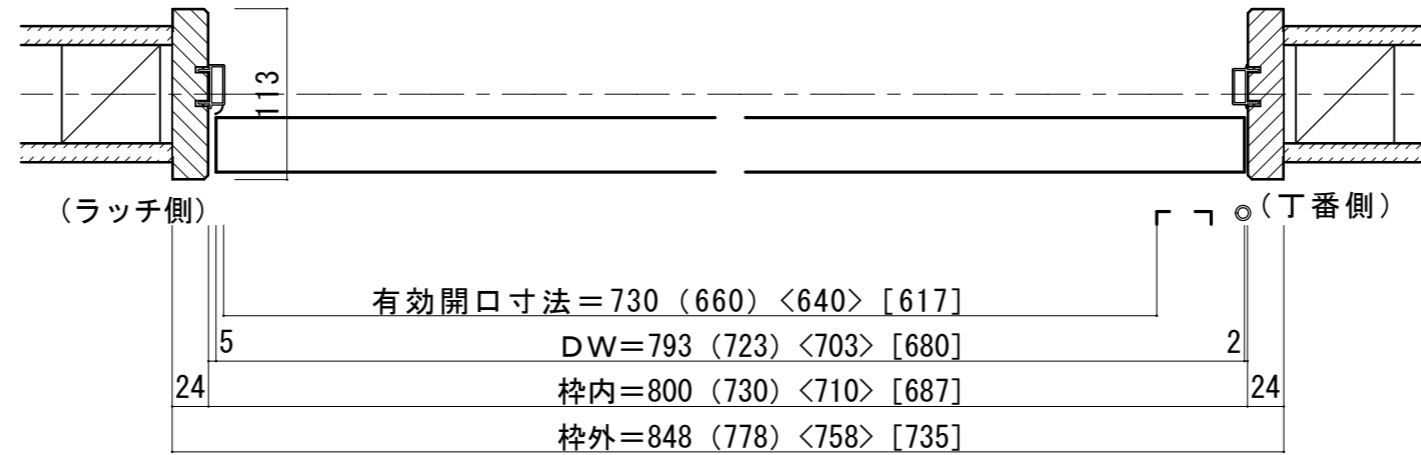 113
(ラッチ側)
(丁番側)
有効開口寸法=730 (660) <640> [617]
5
DW=793 (723) <703> [680]
2
24
枠内=800 (730) <710> [687]
24
枠外=848 (778) <758> [735]